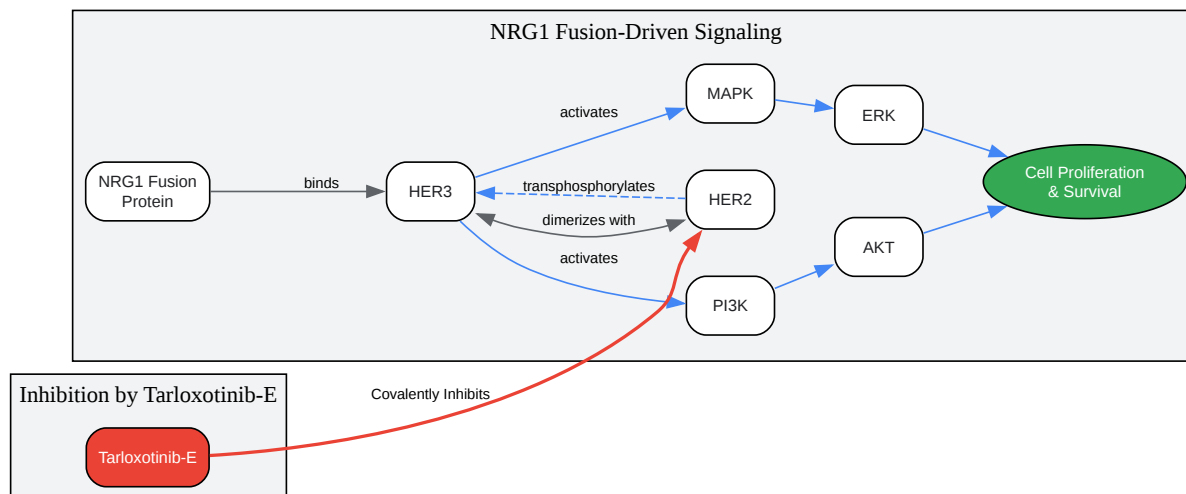 NRG1 Fusion-Driven Signaling
MAPK
activates
ERK
NRG1 Fusion
Protein
binds
HER3
transphosphorylates
HER2
dimerizes with
Cell Proliferation
& Survival
activates
AKT
PI3K
Inhibition by Tarloxotinib-E
Covalently Inhibits
Tarloxotinib-E